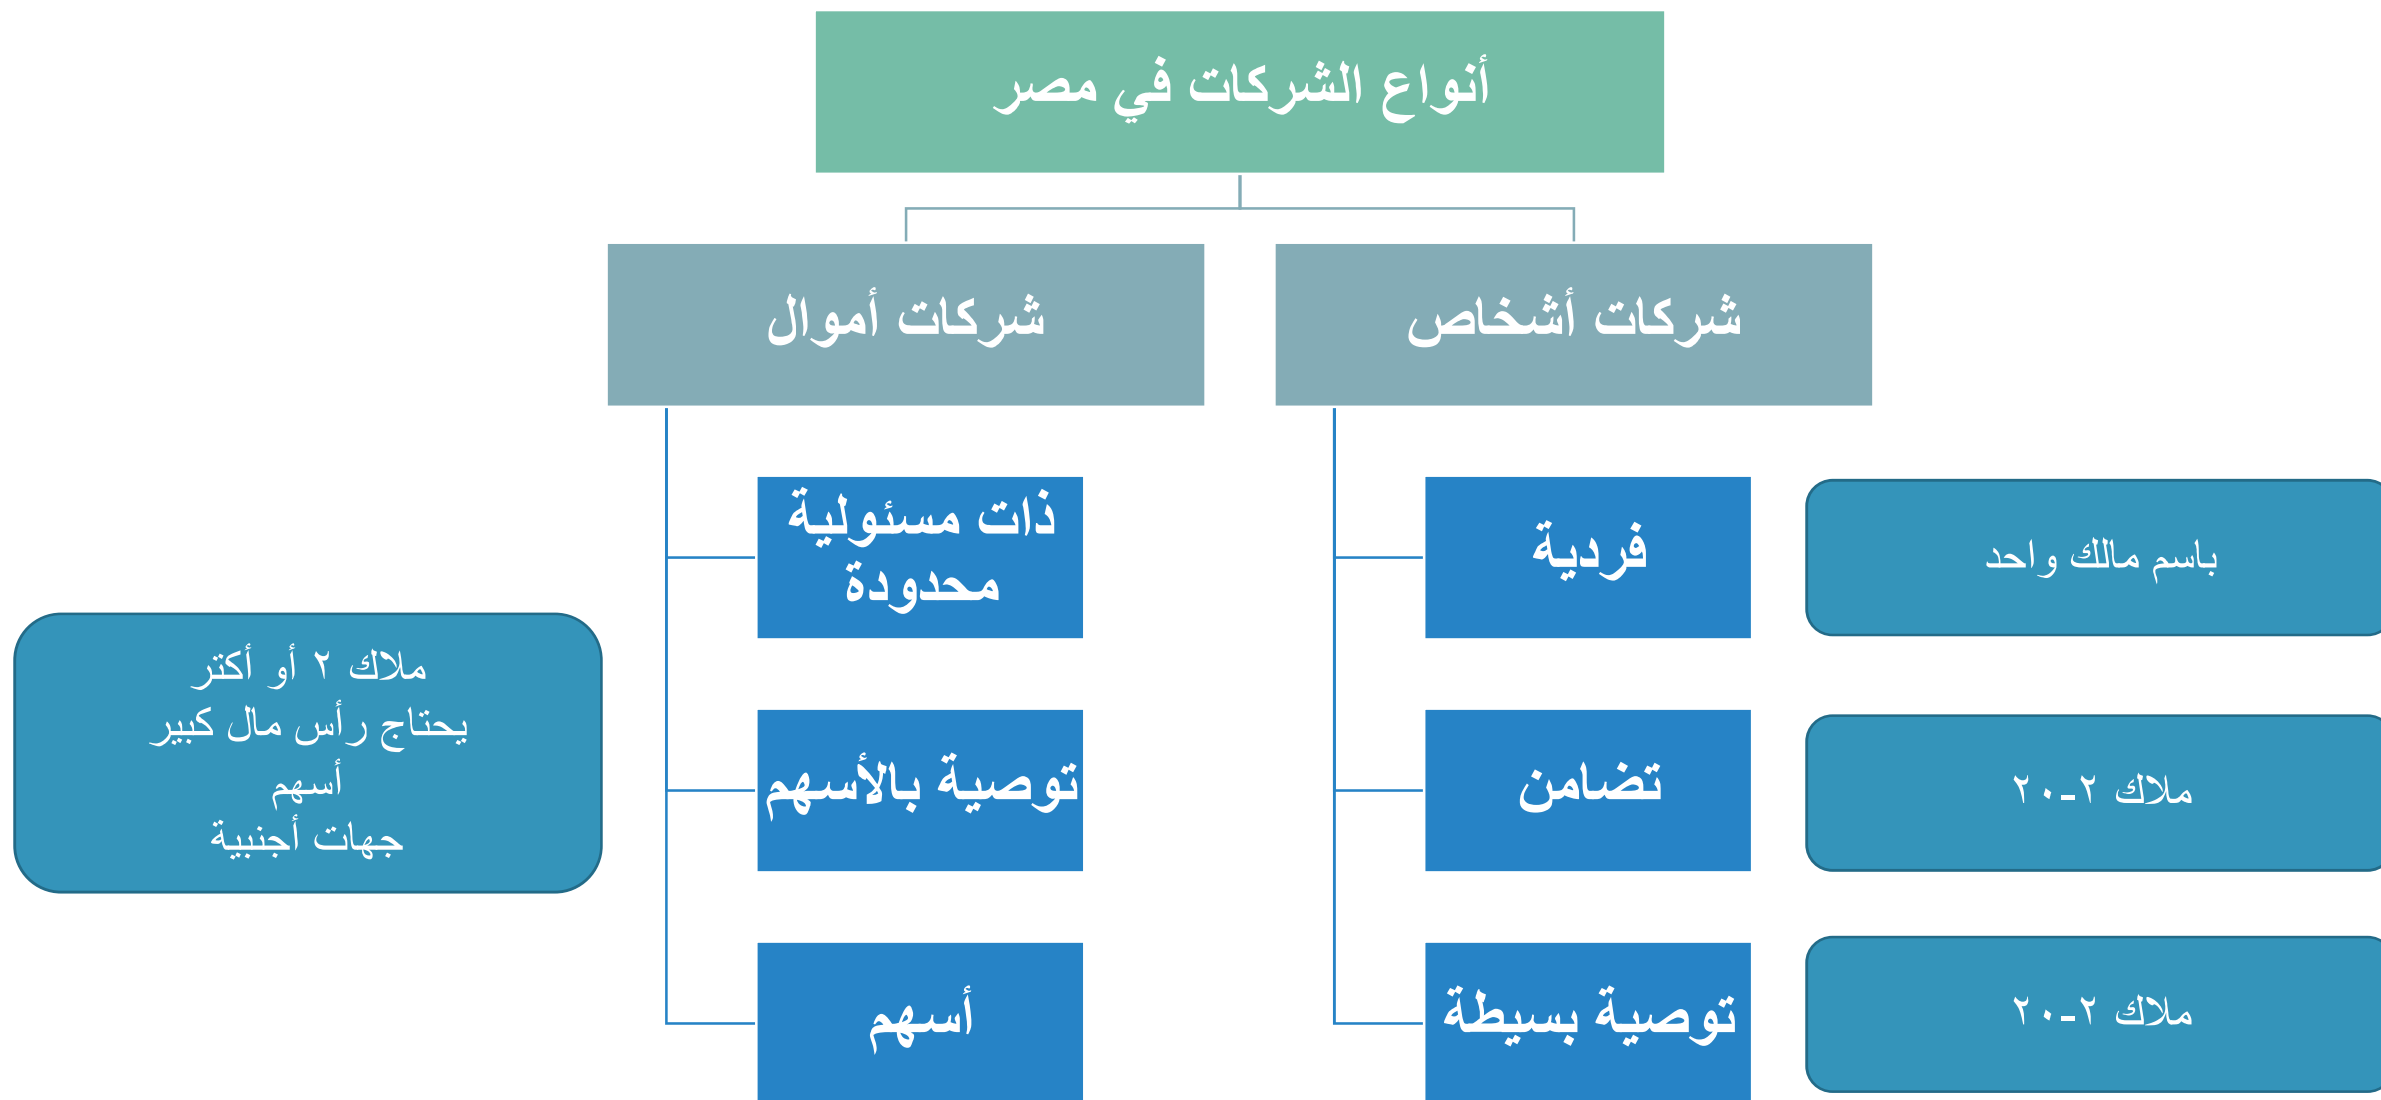 أنواع الشركات في مصر
شركات أشخاص
شركات أموال
فردية
باسم مالك واحد
تضامن
ملاك ٢-٢٠
توصية بسيطة
ملاك ٢-٢٠
ذات مسئولية
محدودة
توصية بالأسهم
أسهم
ملاك ٢ أو أكتر
يحتاج رأس مال كبير
أسهم
جهات أجنبية